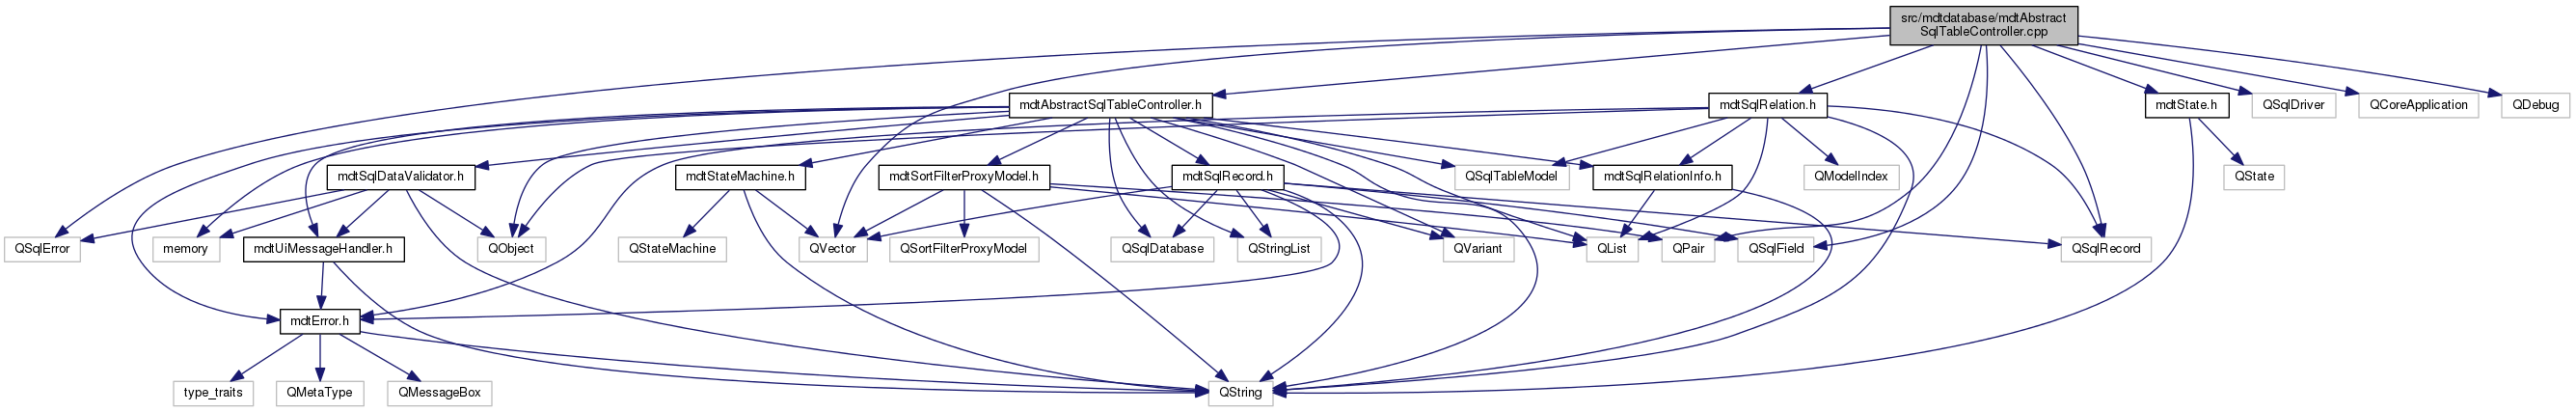 src/mdtdatabase/mdtAbstract
SqlTableController.cpp
mdtAbstractSqlTableController.h
mdtSqlRelation.h
mdtState.h
QSqlDriver
QCoreApplication
QDebug
mdtSqlDataValidator.h
mdtStateMachine.h
mdtSortFilterProxyModel.h
mdtSqlRecord.h
QSqlTableModel
mdtSqlRelationInfo.h
QModelIndex
QState
QSqlError
memory
mdtUiMessageHandler.h
QObject
QStateMachine
QVector
QSortFilterProxyModel
QSqlDatabase
QStringList
QVariant
QList
QPair
QSqlField
QSqlRecord
mdtError.h
type_traits
QMetaType
QMessageBox
QString